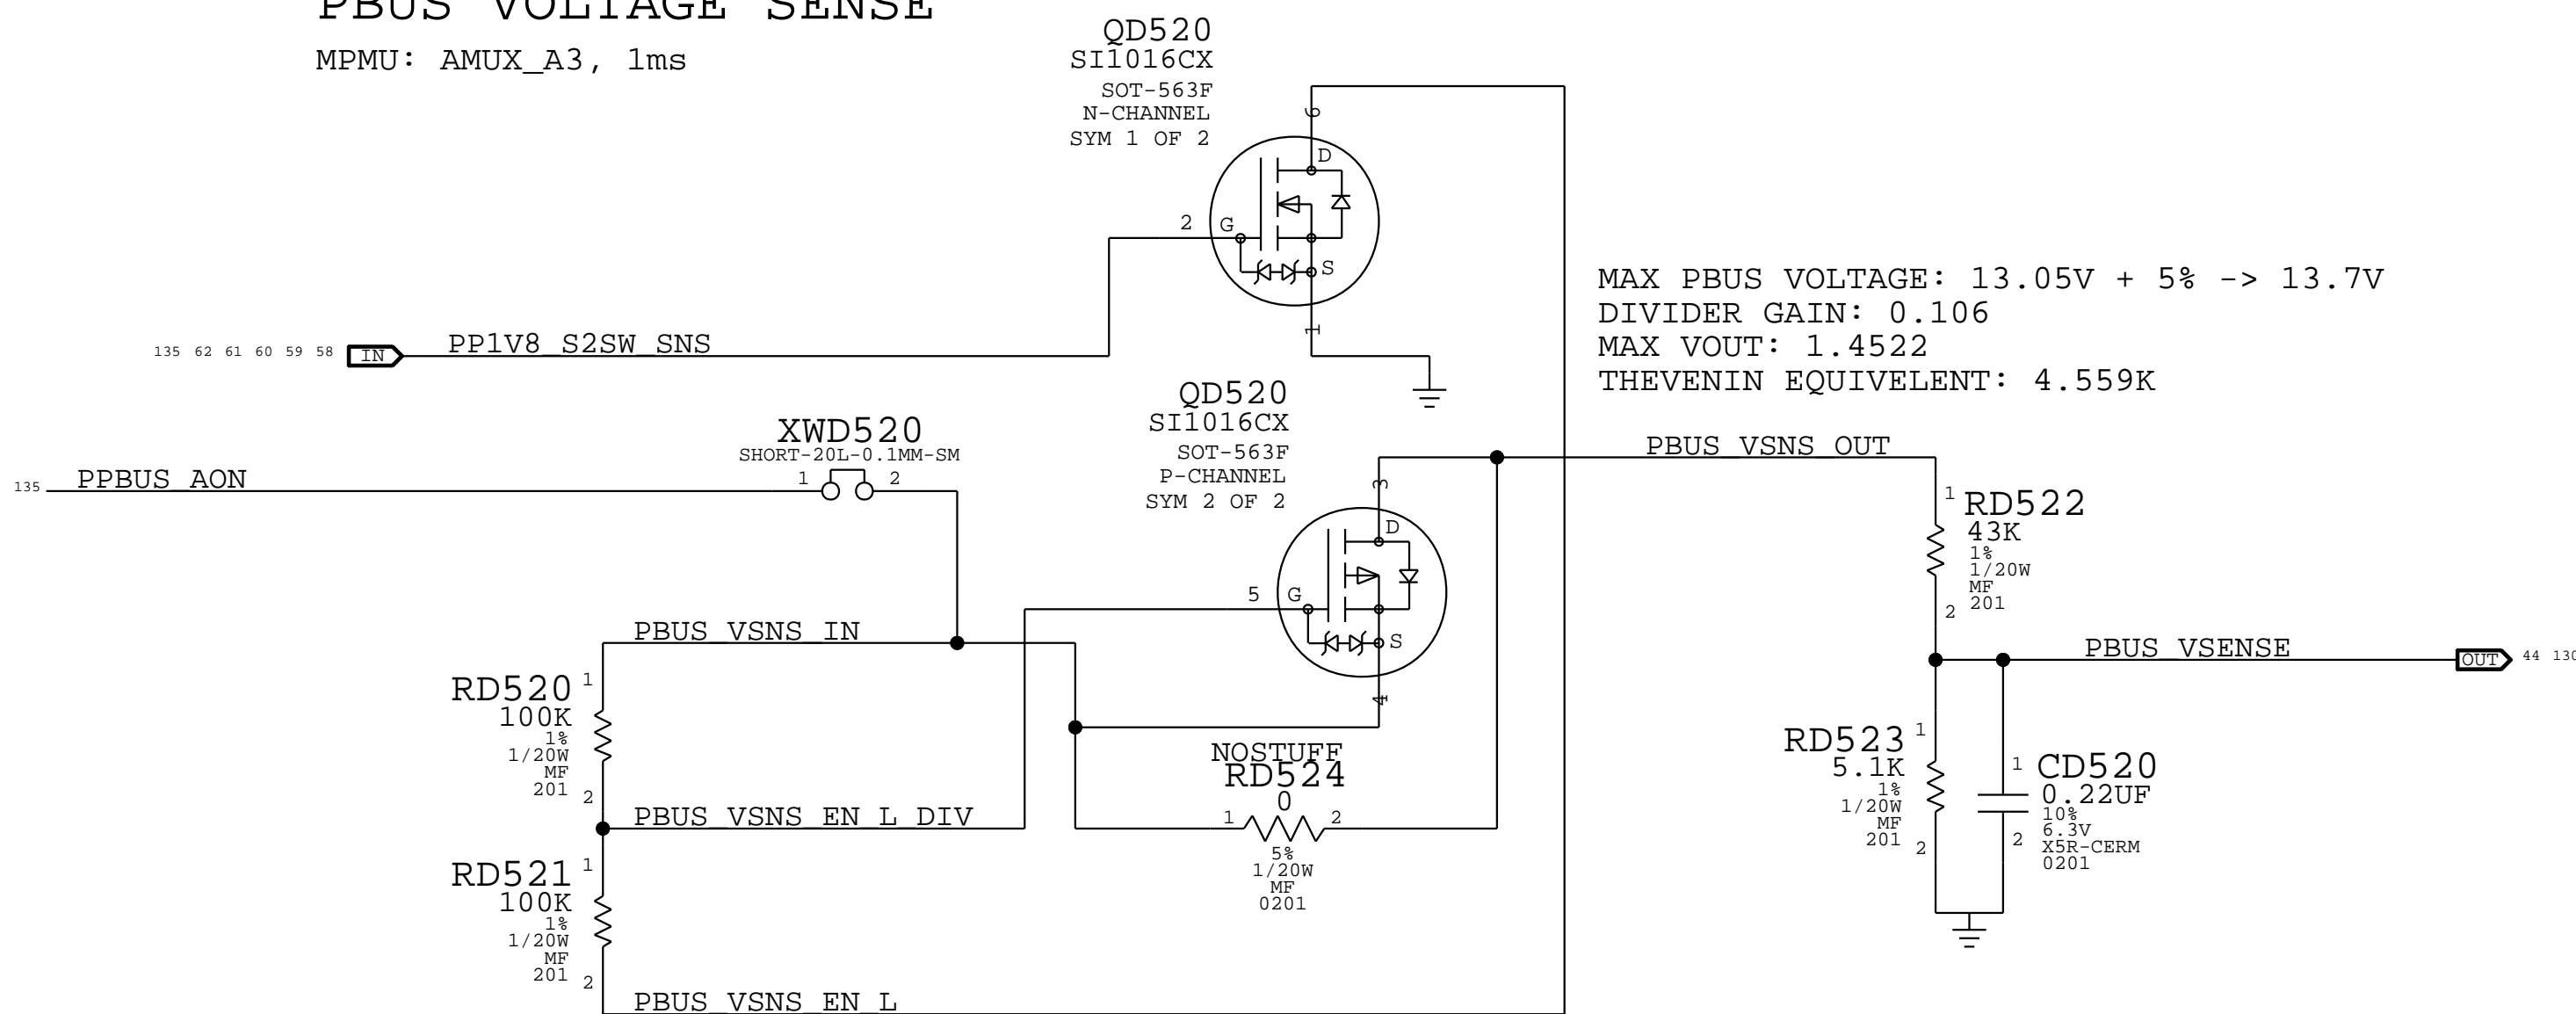 PBUS VOLTAGE SENSE
MPMU: AMUX_A3, 1ms
QD520
SI1016CX
SOT-563F
N-CHANNEL
SYM 1 OF 2
6
D
2
G
S
1
MAX PBUS VOLTAGE: 13.05V + 5% -> 13.7V
DIVIDER GAIN: 0.106
MAX VOUT: 1.4522
THEVENIN EQUIVELENT: 4.559K
135 62 61 60 59 58
IN
PP1V8_S2SW_SNS
QD520
SI1016CX
SOT-563F
P-CHANNEL
SYM 2 OF 2
3
D
5
G
S
4
XWD520
SHORT-20L-0.1MM-SM
1
2
135
PPBUS_AON
PBUS_VSNS_OUT
1
RD522
43K
1%
1/20W
MF
201
2
PBUS_VSNS_IN
PBUS_VSENSE
OUT
44 130
RD520
100K
1%
1/20W
MF
201
1
2
NOSTUFF
RD524
0
1
2
5%
1/20W
MF
0201
RD523
5.1K
1%
1/20W
MF
201
1
2
1
CD520
0.22UF
10%
6.3V
X5R-CERM
0201
2
PBUS_VSNS_EN_L_DIV
RD521
100K
1%
1/20W
MF
201
1
2
PBUS_VSNS_EN_L